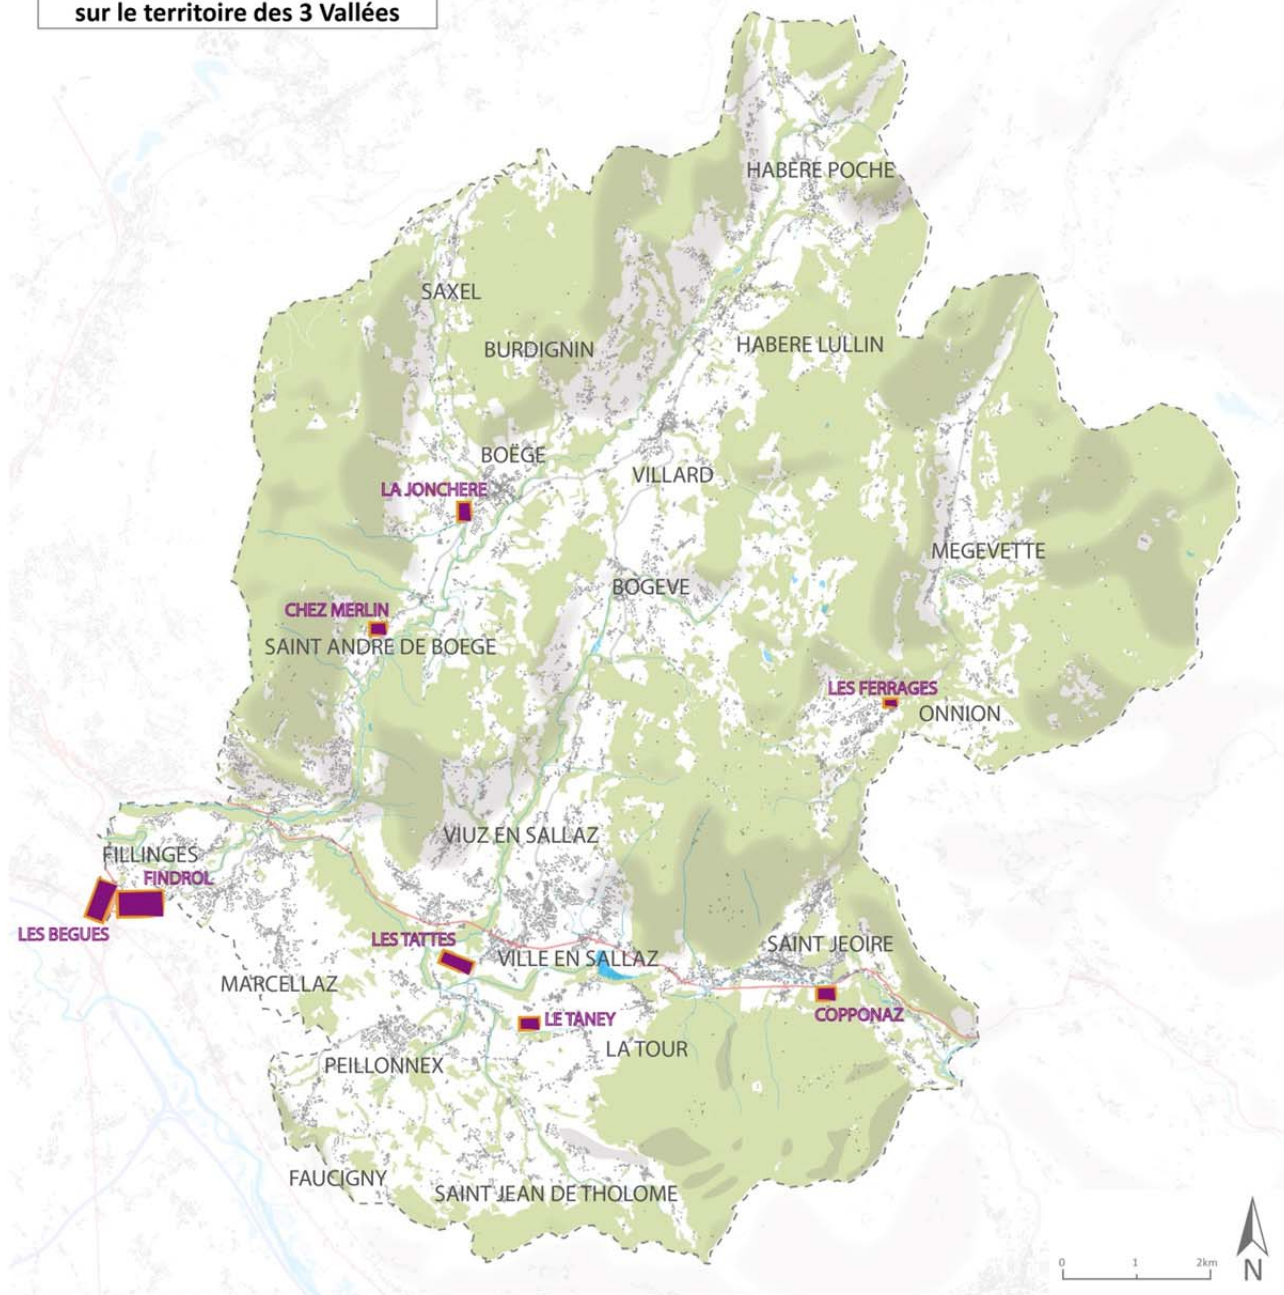 sur le territoire des 3 Vallées
HABERE POCHE
SAXEL
BURDIGNIN
HABERE LULLIN
BOËGE
VILLARD
LA JONCHERE
MEGEVETTE
BOGEVE
CHEZ MERLIN
SAINT ANDRE DE BOEGE
LES FERRAGES
ONNION
VIUZ EN SALLAZ
FILLINGES
FINDROL
LES BEGUES
LES TATTES
SAINT JEOIRE
VILLE EN SALLAZ
MARCELLAZ
COPPONAZ
LE TANEY
LA TOUR
PEILLONNEX
FAUCIGNY
SAINT JEAN DE THOLOME
0 1 2km
N